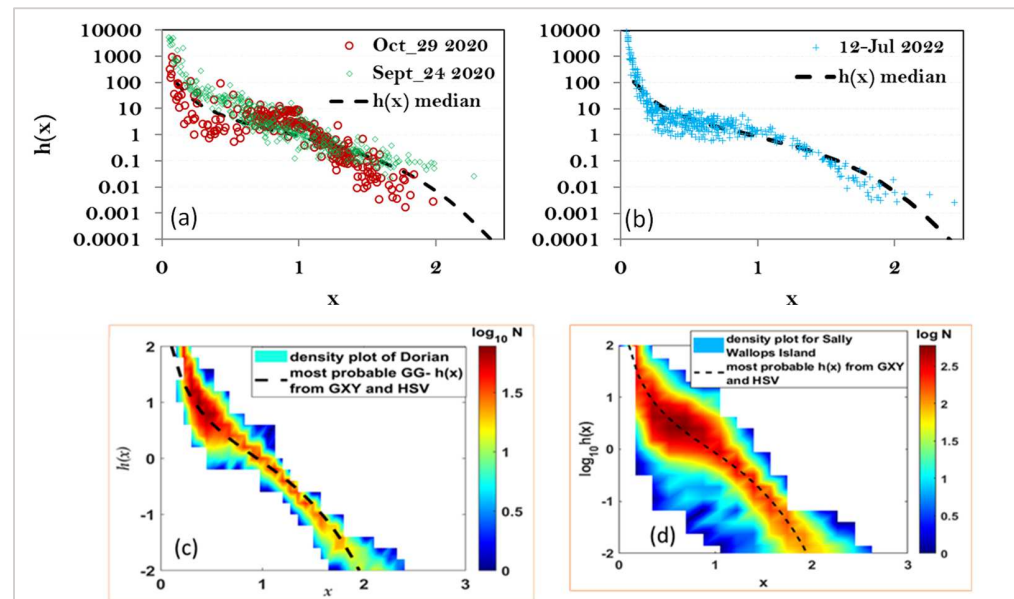 10000
1000
100
10
1
0.1
0.01
0.001
0.0001
h(x)
Oct_29 2020
Sept_24 2020
h(x) median
(a)
0 1 2
x
10000
1000
100
10
1
0.1
0.01
0.001
0.0001
12-Jul 2022
h(x) median
(b)
0 1 2
x
2
1
0
-1
-2
h(x)
density plot of Dorian
most probable GG- h(x)
from GXY and HSV
(c)
0 1 2 3
x
log10 N
1.5
1
0.5
0
2
1
0
-1
-2
log10 h(x)
density plot for Sally
Wallops Island
most probable h(x) from GXY
and HSV
(d)
0 1 2 3
x
log N
2.5
2
1.5
1
0.5
0